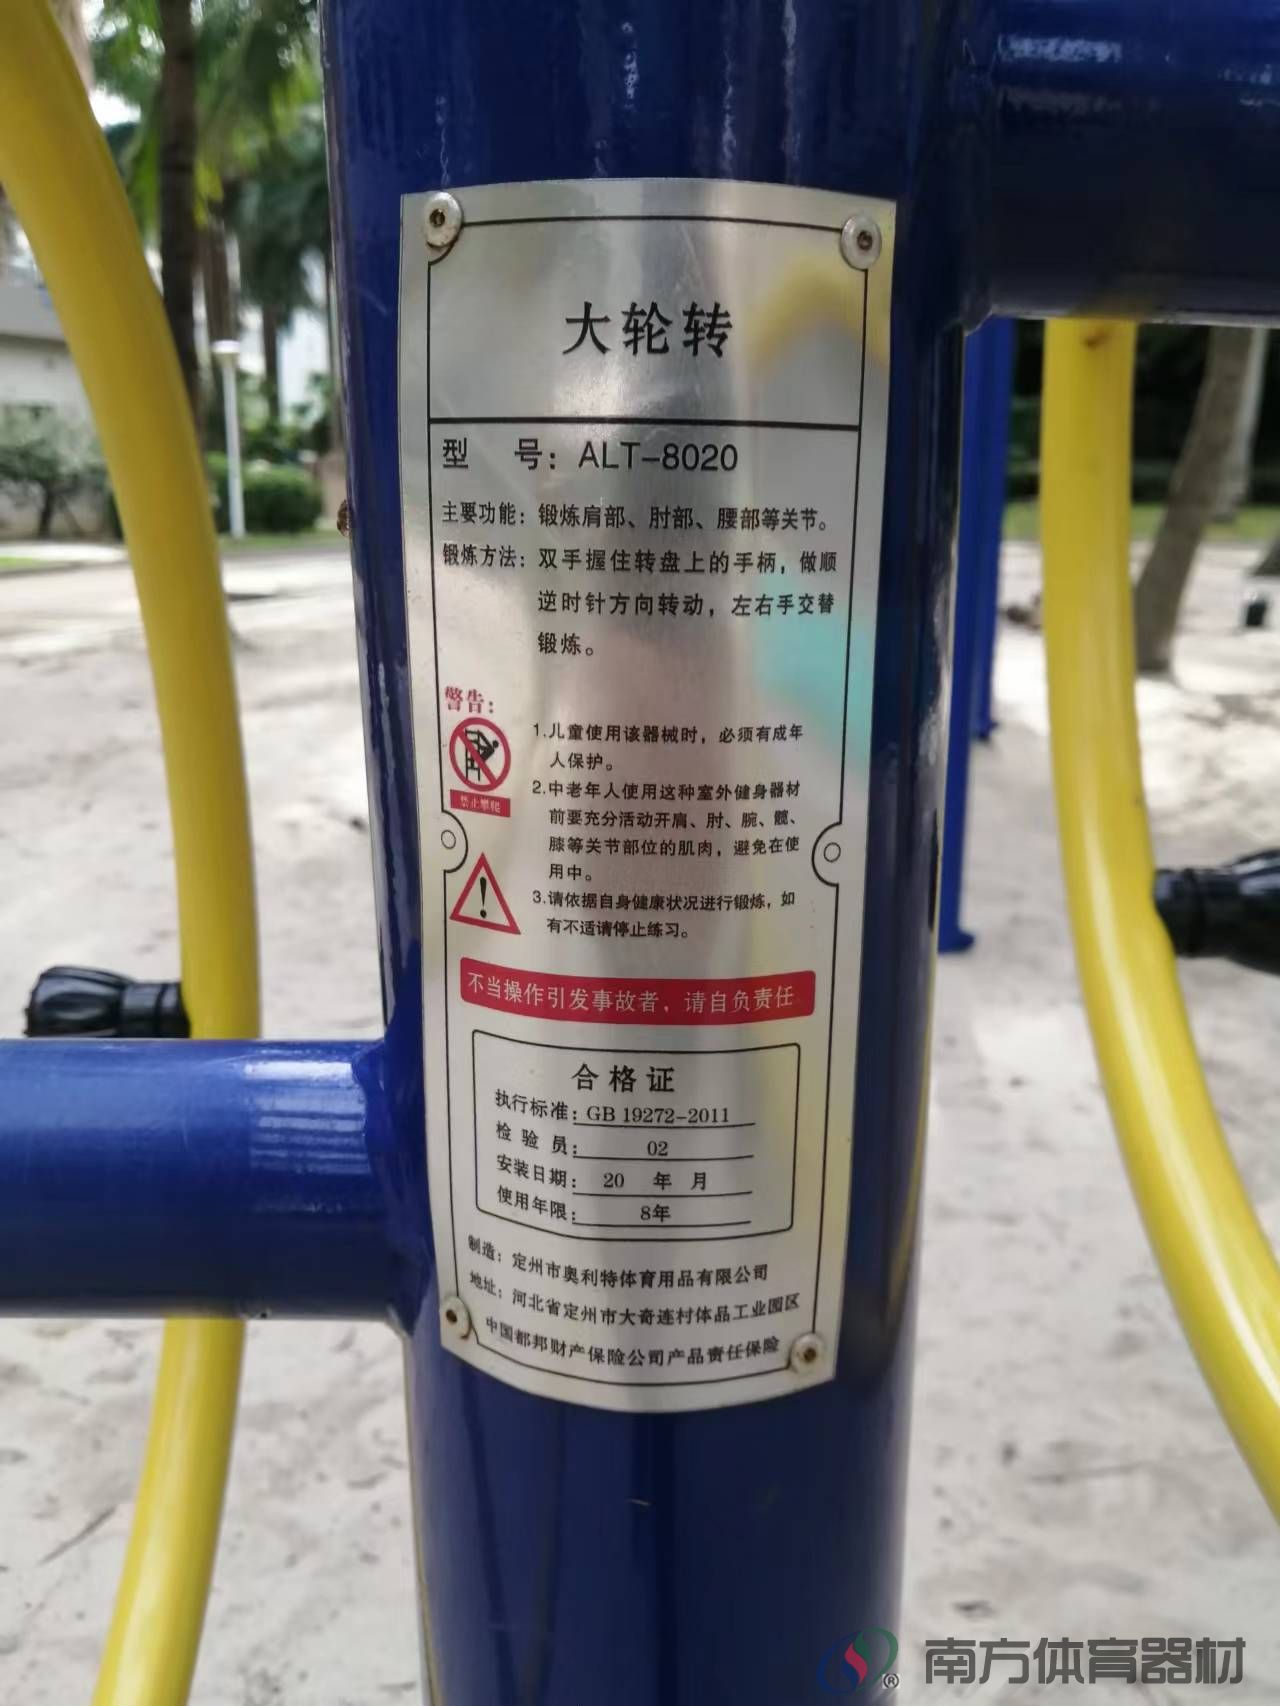 大轮转
型 号：ALT-8020
主要功能：锻炼肩部、肘部、腰部等关节。
锻炼方法：双手握住转盘上的手柄，做顺
逆时针方向转动，左右手交替
锻炼。
警告：
禁止攀爬
1.儿童使用该器械时，必须有成年
人保护。
2.中老年人使用这种室外健身器材
前要充分活动开肩、肘、腕、髋、
膝等关节部位的肌肉，避免在使
用中。
3.请依据自身健康状况进行锻炼，如
有不适请停止练习。
不当操作引发事故者，请自负责任
合格证
执行标准：GB 19272-2011
检验员：02
安装日期：20 年 月
使用年限：8年
制造：定州市奥利特体育用品有限公司
地址：河北省定州市大奇连村体品工业园区
中国都邦财产保险公司产品责任保险
® 南方体育器材